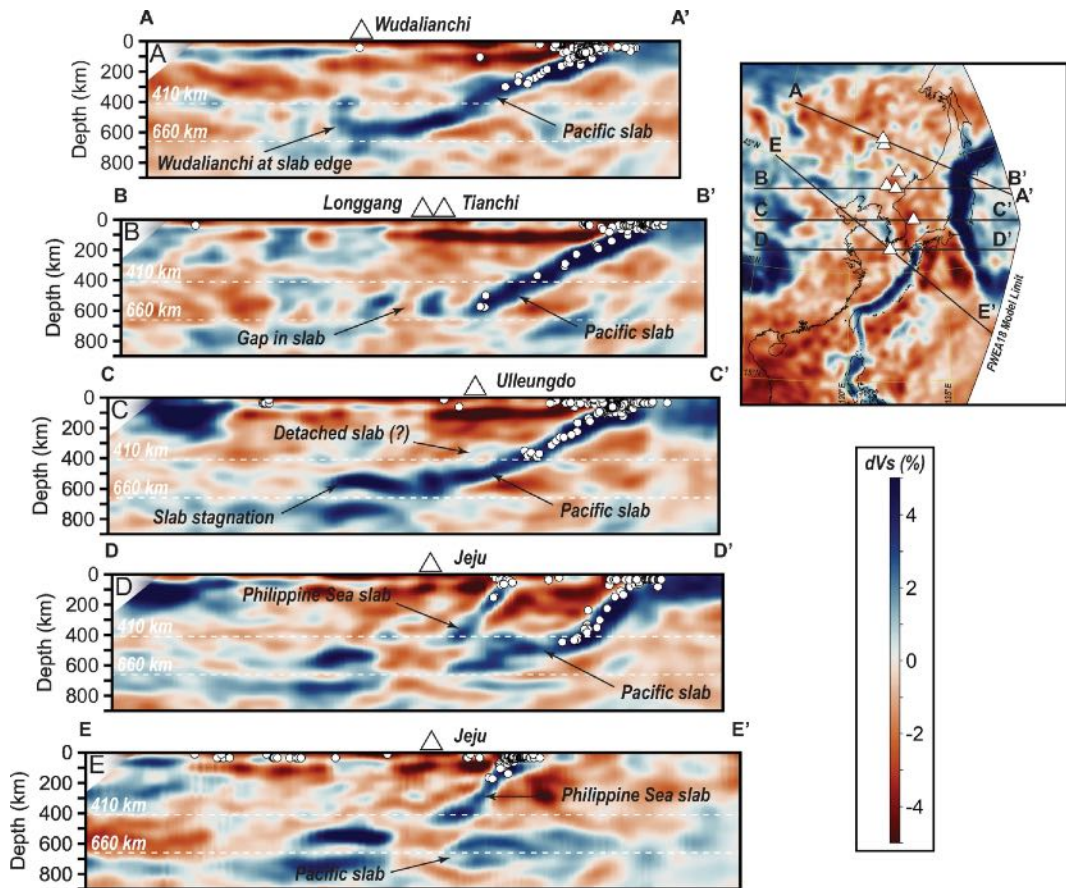 A
Wudalianchi
A'
0
200
400
600
800
Depth (km)
A
410 km
660 km
Pacific slab
Wudalianchi at slab edge
B
Longgang
Tianchi
B'
0
200
400
600
800
Depth (km)
B
410 km
660 km
Gap in slab
Pacific slab
C
Ulleungdo
C'
0
200
400
600
800
Depth (km)
C
Detached slab (?)
410 km
660 km
Slab stagnation
Pacific slab
D
Jeju
D'
0
200
400
600
800
Depth (km)
D
Philippine Sea slab
410 km
660 km
Pacific slab
E
Jeju
E'
0
200
400
600
800
Depth (km)
E
Philippine Sea slab
410 km
660 km
Pacific slab
A
E
B
B'
A'
C
C'
D
D'
E'
15°N
120°E
FWEA18 Model Limit
dVs (%)
4
2
0
-2
-4